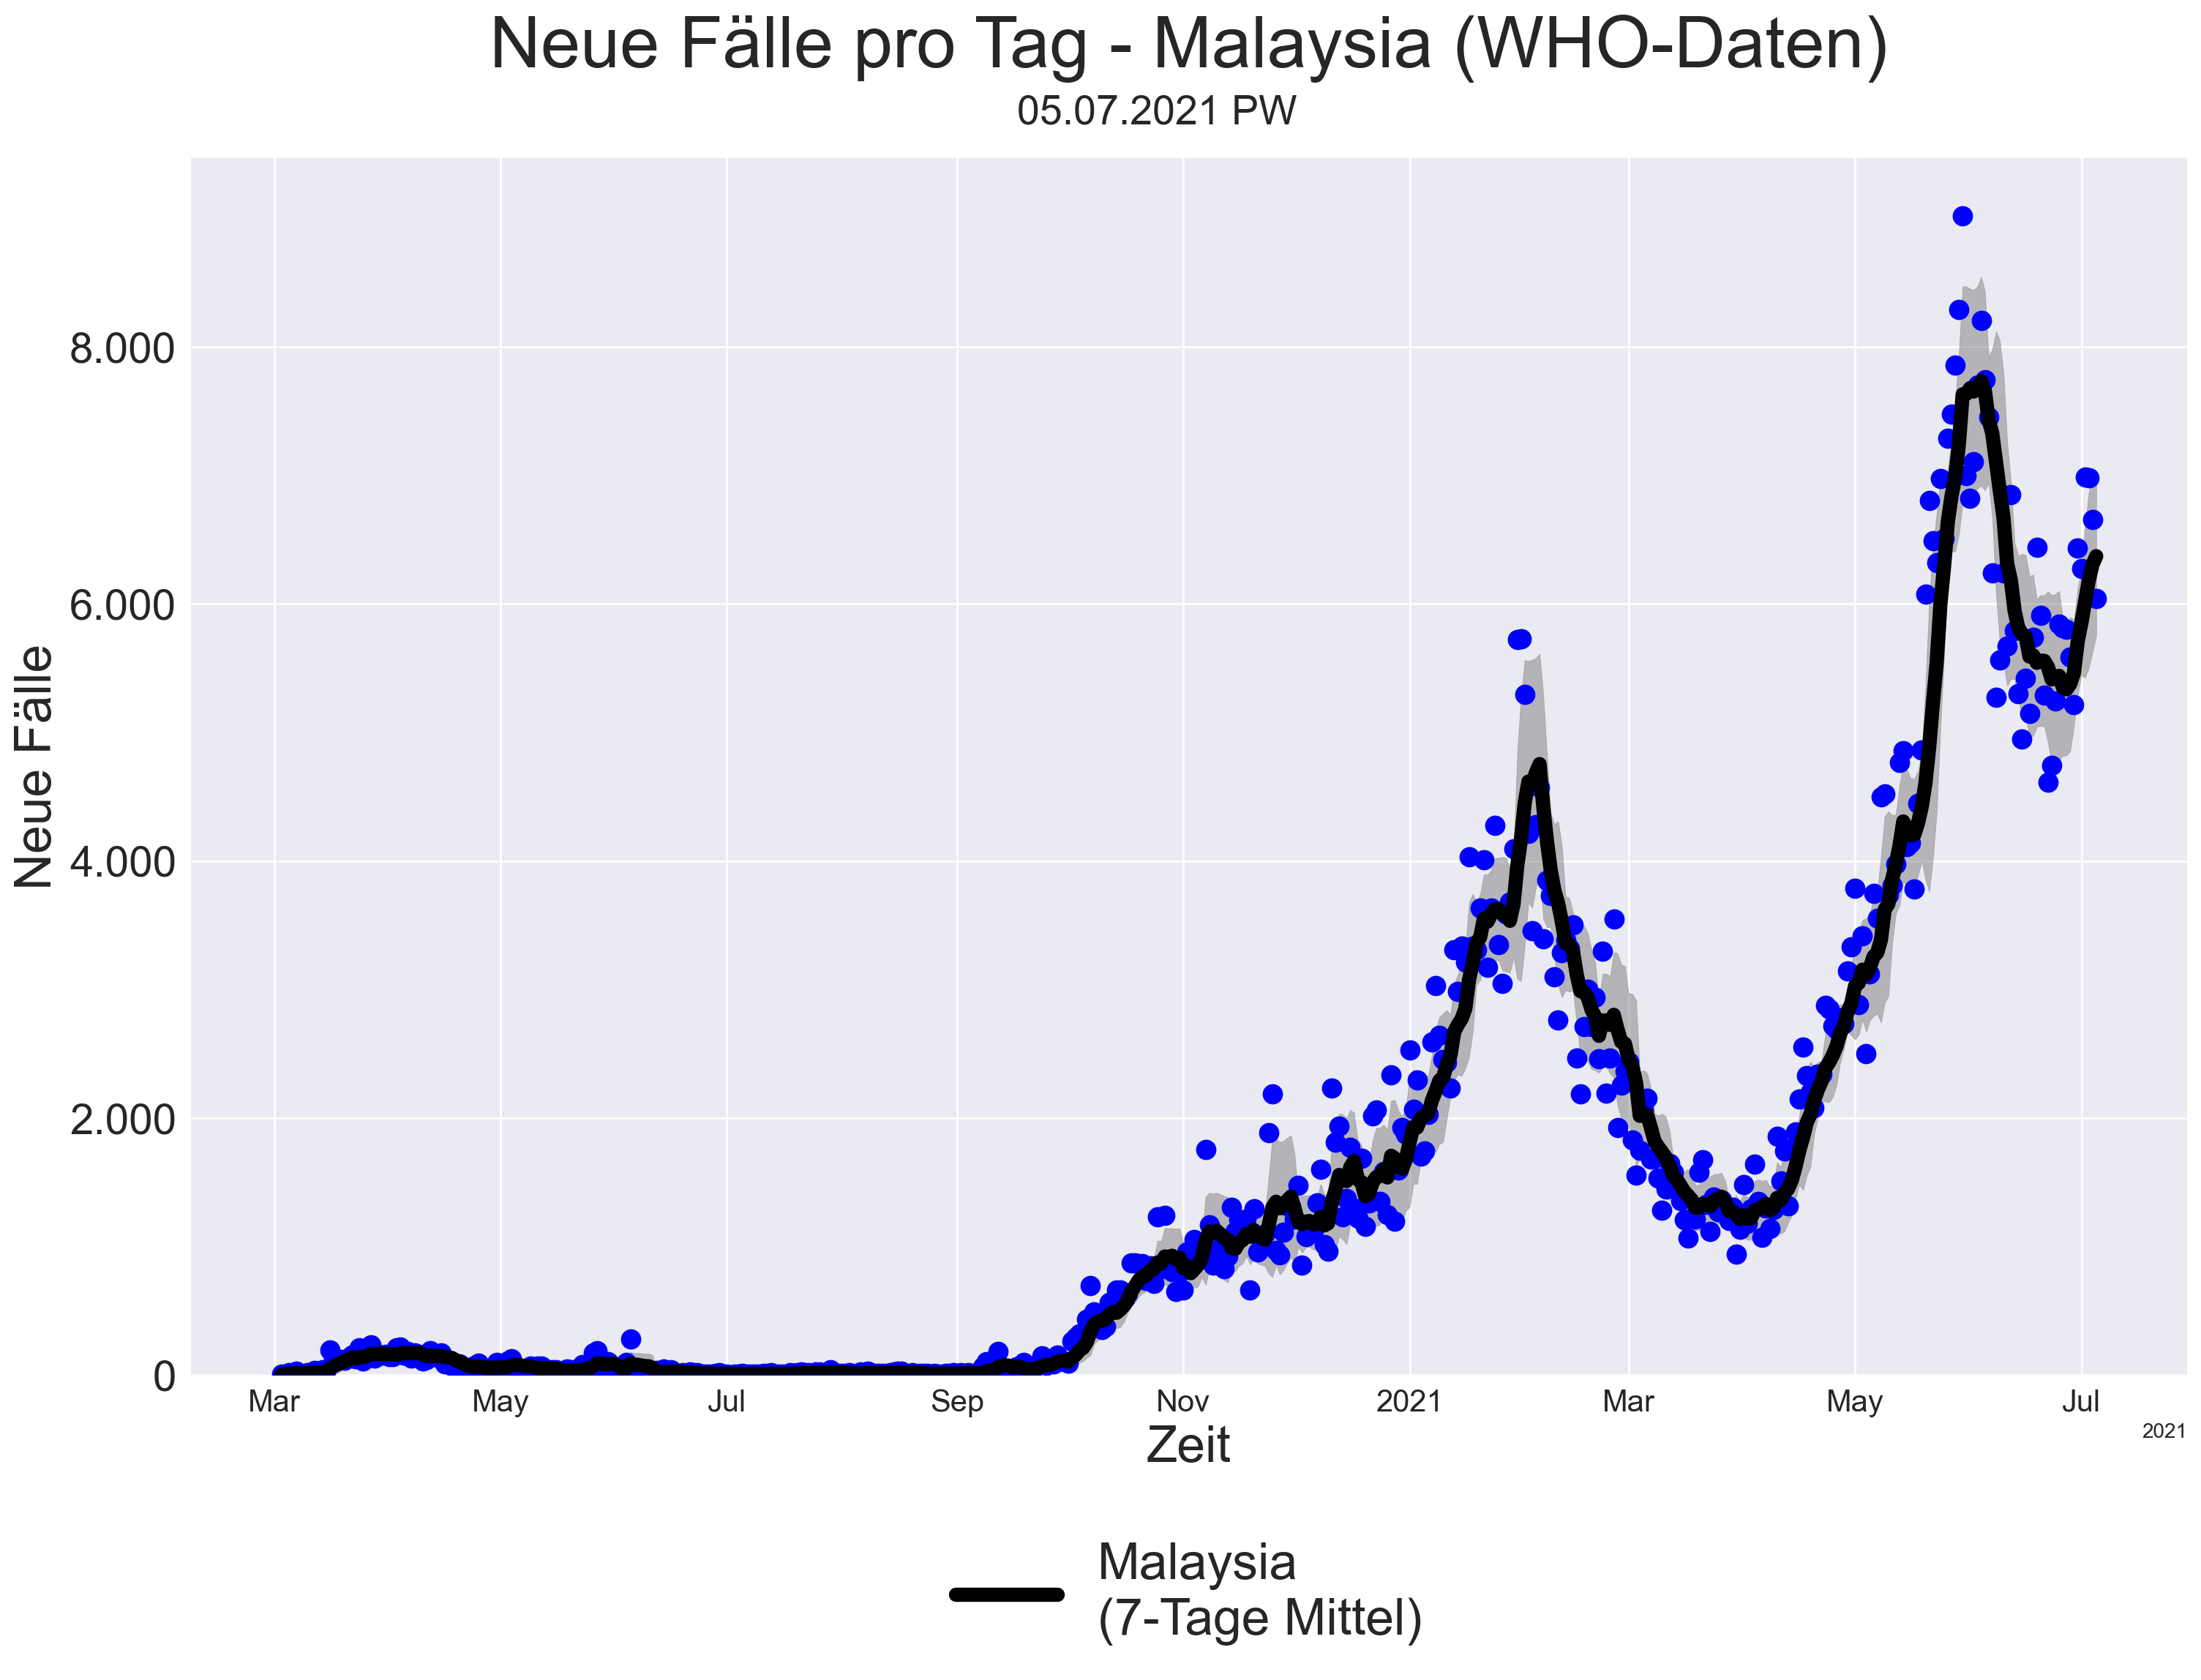 Neue Fälle pro Tag - Malaysia (WHO-Daten)
05.07.2021 PW
Neue Fälle
8.000
6.000
4.000
2.000
0
Mar May Jul Sep Nov 2021 Mar May Jul
2021
Zeit
Malaysia
(7-Tage Mittel)